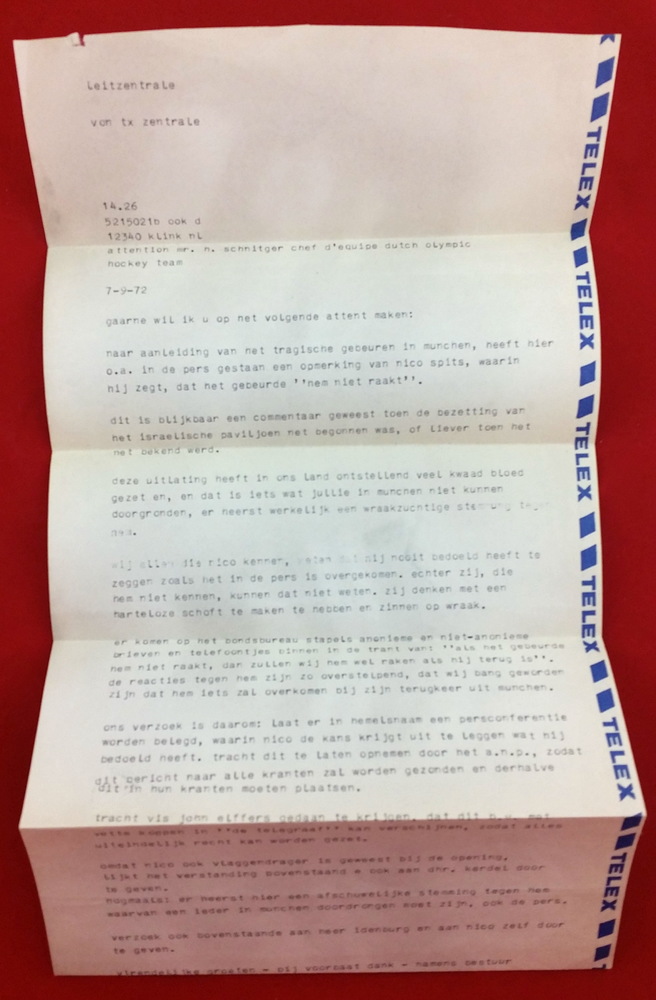 leitzentrale
von tx zentrale
14.26
5215021b ook d
12340 klink nl
attention mr. h. schnitger chef d'equipe dutch olympic
hockey team
7-9-72
gaarne wil ik u op het volgende attent maken:
naar aanleiding van het tragische gebeuren in munchen, heeft hier
o.a. in de pers gestaan een opmerking van nico spits, waarin
hij zegt, dat het gebeurde ''hem niet raakt''.
dit is blijkbaar een commentaar geweest toen de bezetting van
het israelische paviljoen net begonnen was, of liever toen het
net bekend werd.
deze uitlating heeft in ons land ontstellend veel kwaad bloed
gezet en, en dat is iets wat jullie in munchen niet kunnen
doorgronden, er heerst werkelijk een wraakzuchtige stemming tegen
hem.
wij allen die nico kennen, weten dat hij nooit bedoeld heeft te
zeggen zoals het in de pers is overgekomen. echter zij, die
hem niet kennen, kunnen dat niet weten. zij denken met een
harteloze schoft te maken te hebben en zinnen op wraak.
er komen op het bondsbureau stapels anonieme en niet-anonieme
brieven en telefoontjes binnen in de trant van: ''als het gebeurde
hem niet raakt, dan zullen wij hem wel raken als hij terug is''.
de reacties tegen hem zijn zo overstelpend, dat wij bang geworden
zijn dat hem iets zal overkomen bij zijn terugkeer uit munchen.
ons verzoek is daarom: laat er in hemelsnaam een persconferentie
worden belegd, waarin nico de kans krijgt uit te leggen wat hij
bedoeld heeft. tracht dit te laten opnemen door het a.n.p., zodat
dit bericht naar alle kranten zal worden gezonden en derhalve
dit in hun kranten moeten plaatsen.
tracht via john elffers gedaan te krijgen, dat dit b.v. met
vette koppen in ''de telegraaf'' kan verschijnen, zodat alles
uiteindelijk recht kan worden gezet.
omdat nico ook vlaggendrager is geweest bij de opening,
lijkt het verstandig bovenstaand e ook aan dhr. kerdel door
te geven.
nogmaals: er heerst hier een afschuwelijke stemming tegen hem
waarvan een ieder in munchen doordrongen moet zijn. ook de pers.
verzoek ook bovenstaande aan heer idenburg en aan nico zelf door
te geven.
vriendelijke groeten - bij voorbaat dank - namens bestuur
TELEX
TELEX
TELEX
TELEX
TELEX
TELEX